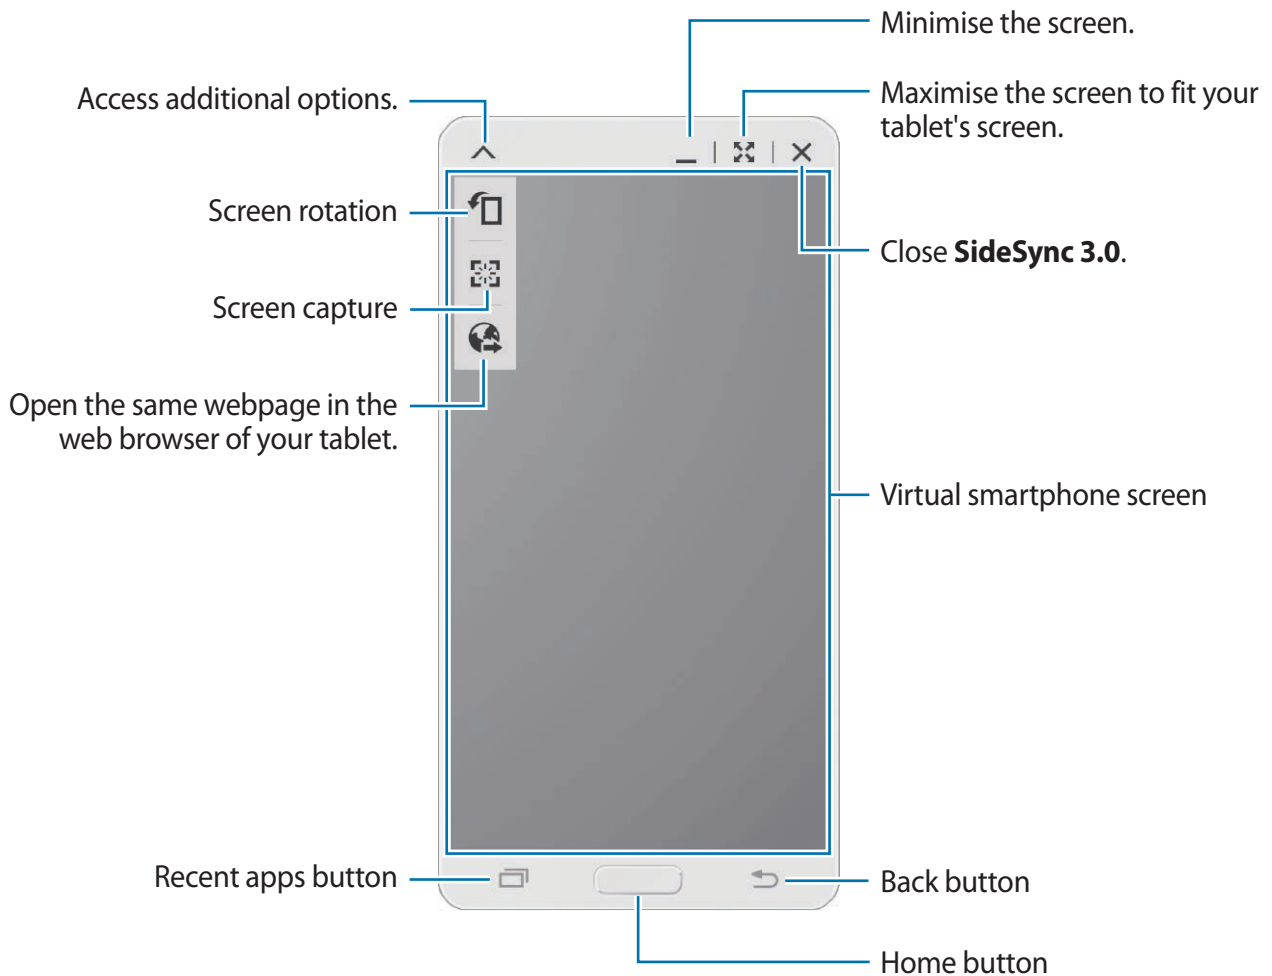 Minimise the screen.
Access additional options.
Maximise the screen to fit your
tablet's screen.
Screen rotation
Close SideSync 3.0.
Screen capture
Open the same webpage in the
web browser of your tablet.
Virtual smartphone screen
Recent apps button
Back button
Home button